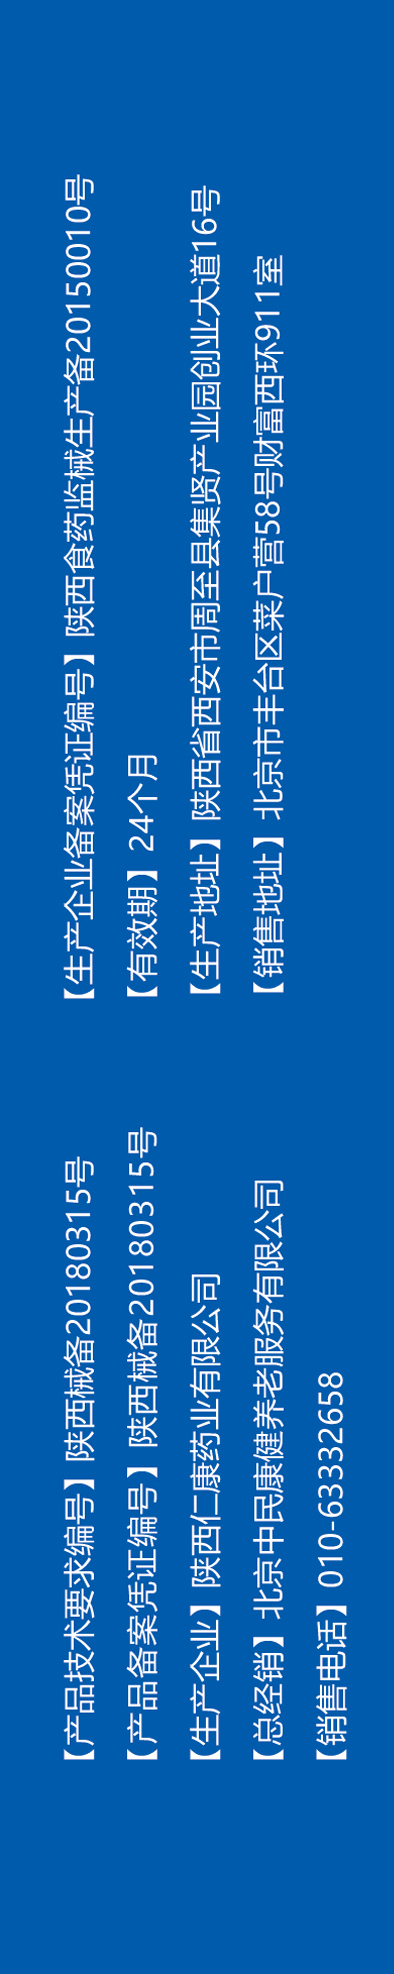 【产品技术要求编号】陕西械备20180315号
【产品备案凭证编号】陕西械备20180315号
【生产企业】陕西仁康药业有限公司
【总经销】北京中民康健养老服务有限公司
【销售电话】010-63332658
【生产企业备案凭证编号】陕西食药监械生产备20150010号
【有效期】24个月
【生产地址】陕西省西安市周至县集贤产业园创业大道16号
【销售地址】北京市丰台区菜户营58号财富西环911室